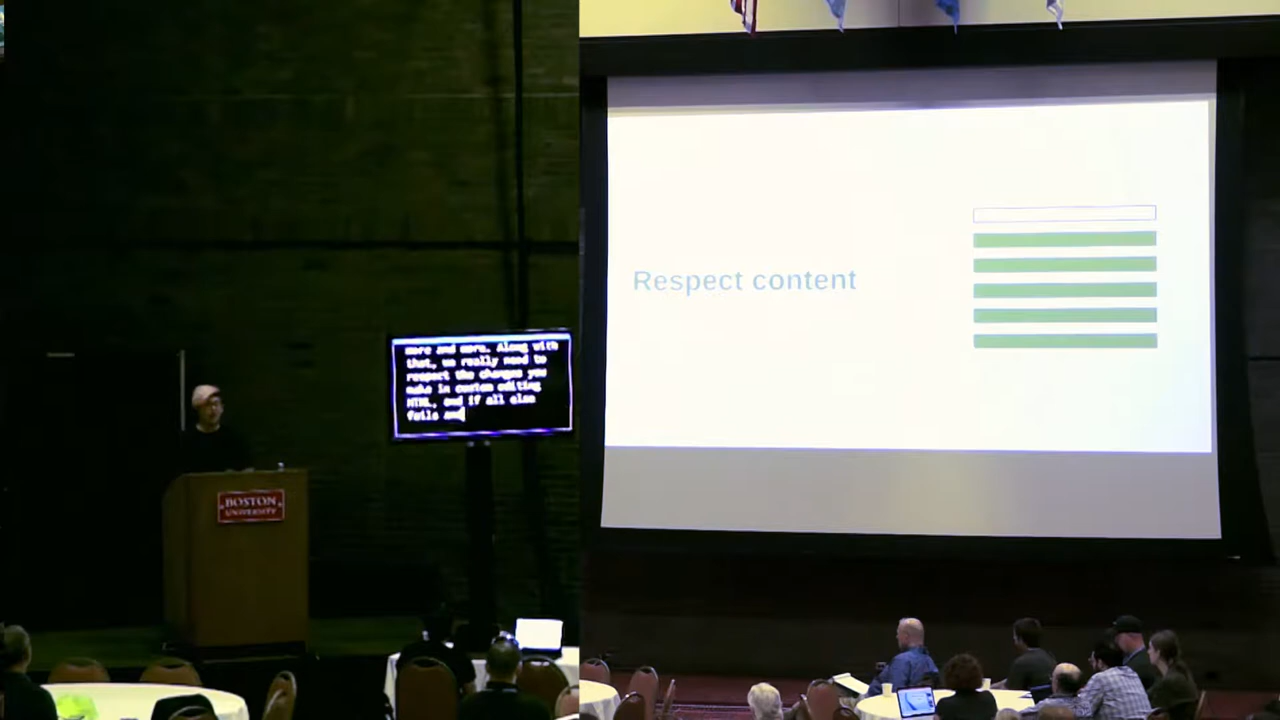 more and more. Along with
that, we really need to
respect the changes you
make in custom editing
HTML, and if all else
fails and
BOSTON
UNIVERSITY
Respect content